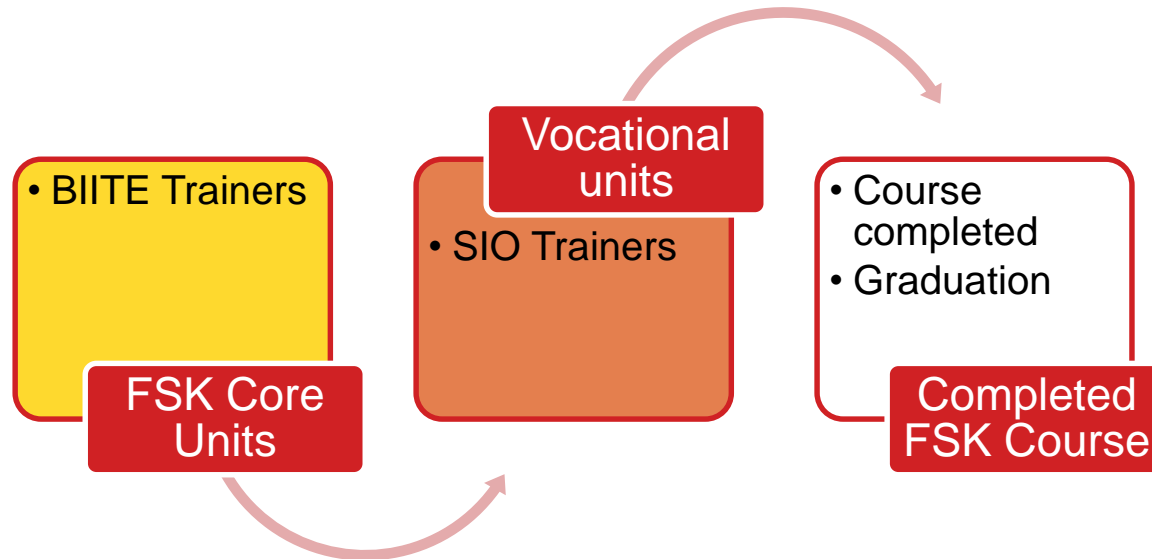 • BIITE Trainers
FSK Core
Units
Vocational
units
• SIO Trainers
• Course
completed
• Graduation
Completed
FSK Course